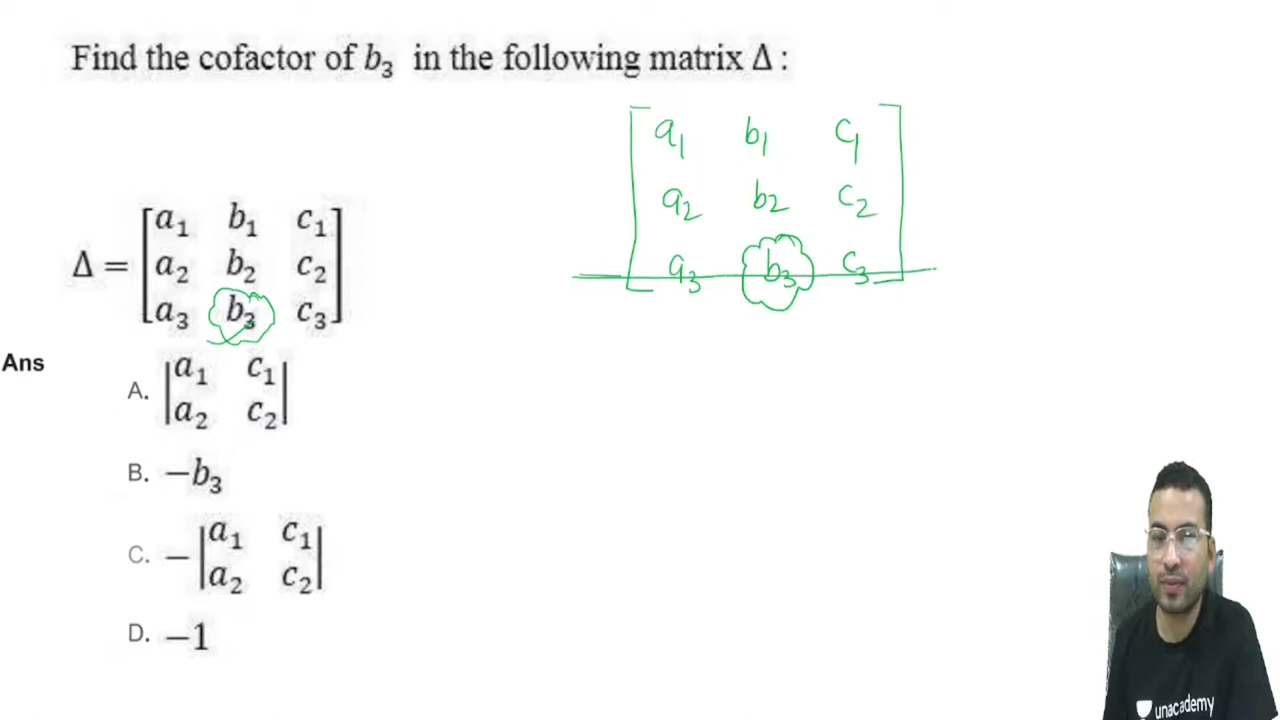 Find the cofactor of b₃ in the following matrix Δ :
a₁ b₁ c₁
a₂ b₂ c₂
a₃ b₃ c₃
Δ = [a₁ b₁ c₁]
[a₂ b₂ c₂]
[a₃ b₃ c₃]
Ans
A. |a₁ c₁|
|a₂ c₂|
B. −b₃
C. − |a₁ c₁|
|a₂ c₂|
D. −1
unacademy